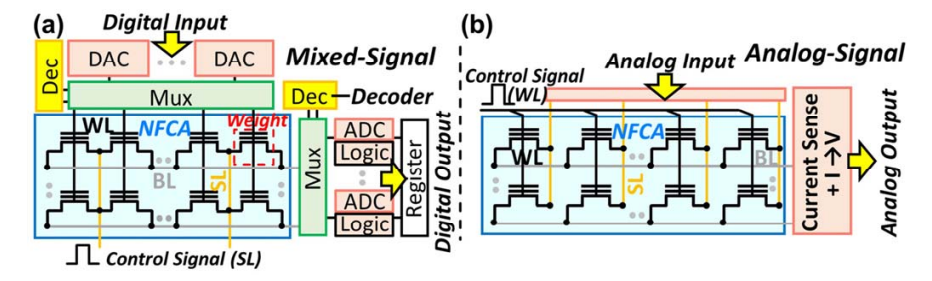 (a)
Digital Input
Dec
DAC
DAC
Mixed-Signal
Mux
Dec
Decoder
WL
NFCA
Weight
BL
SL
Mux
ADC
Logic
ADC
Logic
Register
Digital Output
Control Signal (SL)
(b)
Analog Input
Analog-Signal
Control Signal
(WL)
NFCA
WL
BL
SL
Current Sense
+ I→V
Analog Output